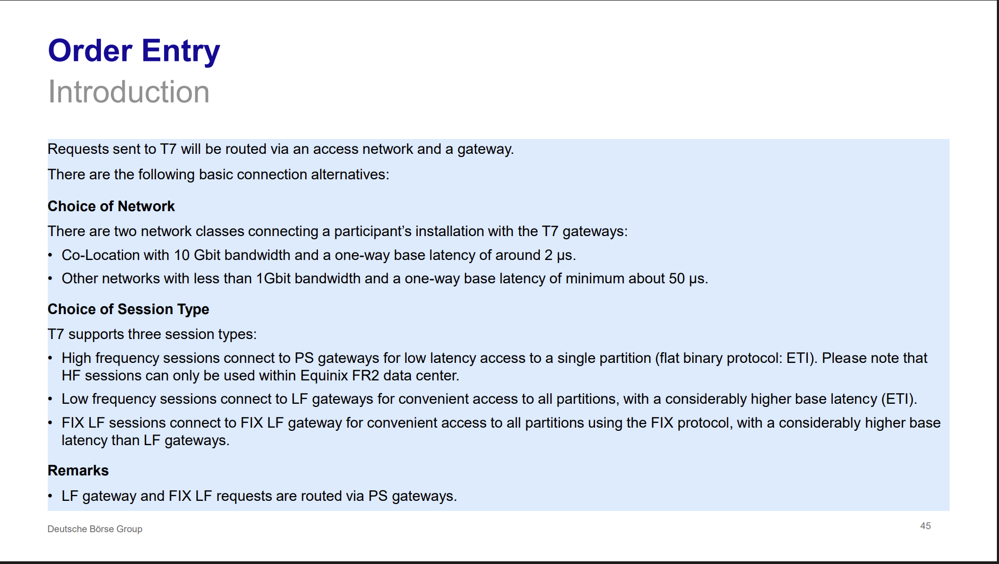 Order Entry
Introduction
Requests sent to T7 will be routed via an access network and a gateway.
There are the following basic connection alternatives:
Choice of Network
There are two network classes connecting a participant’s installation with the T7 gateways:
• Co-Location with 10 Gbit bandwidth and a one-way base latency of around 2 µs.
• Other networks with less than 1Gbit bandwidth and a one-way base latency of minimum about 50 µs.
Choice of Session Type
T7 supports three session types:
• High frequency sessions connect to PS gateways for low latency access to a single partition (flat binary protocol: ETI). Please note that
HF sessions can only be used within Equinix FR2 data center.
• Low frequency sessions connect to LF gateways for convenient access to all partitions, with a considerably higher base latency (ETI).
• FIX LF sessions connect to FIX LF gateway for convenient access to all partitions using the FIX protocol, with a considerably higher base
latency than LF gateways.
Remarks
• LF gateway and FIX LF requests are routed via PS gateways.
Deutsche Börse Group
45